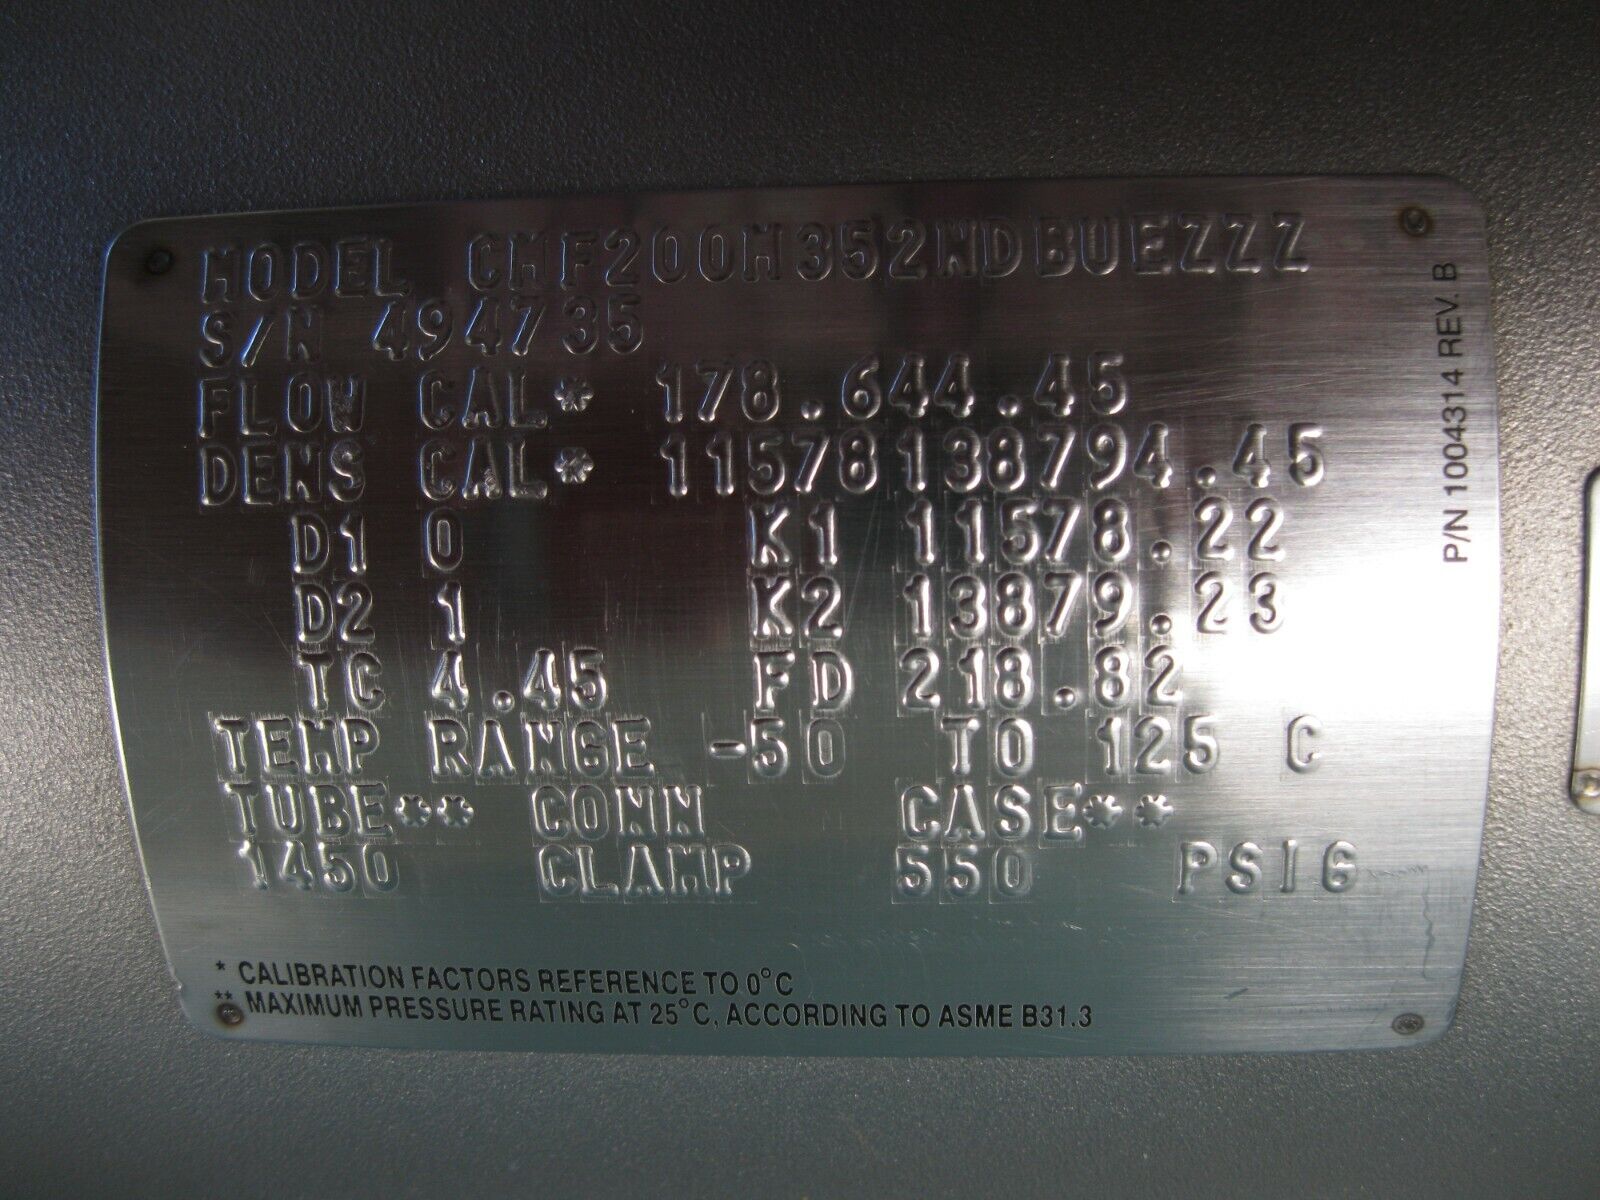 MODEL CMF200M352WDBUEZZZ
S/N 494735
FLOW CAL* 178.644.45
DENS CAL* 11578138794.45
D1 0 K1 11578.22
D2 1 K2 13879.23
TC 4.45 FD 218.82
TEMP RANGE -50 TO 125 C
TUBE** CONN CASE**
1450 CLAMP 550 PSIG
* CALIBRATION FACTORS REFERENCE TO 0°C
** MAXIMUM PRESSURE RATING AT 25°C, ACCORDING TO ASME B31.3
P/N 1004314 REV. B